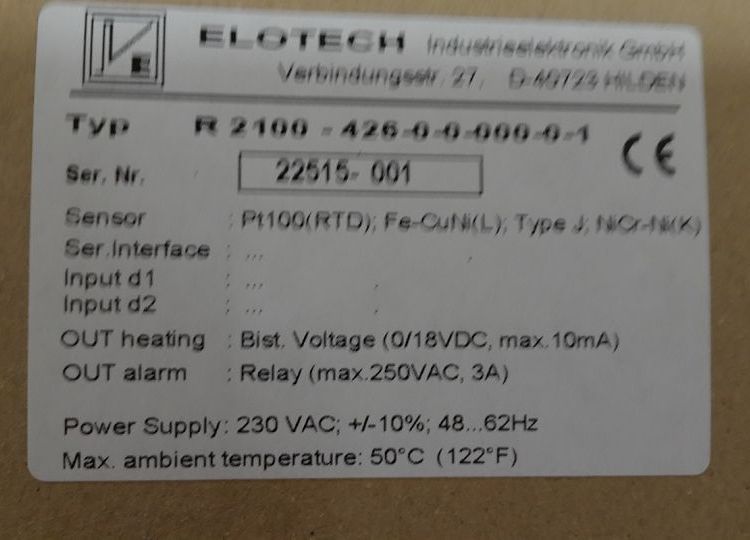 ELOTECH Industrieelektronik GmbH
Verbindungsstr. 27, D-40723 HILDEN
Typ R 2100 - 426-0-0-000-0-1
CE
Ser. Nr. 22515- 001
Sensor : Pt100(RTD); Fe-CuNi(L); Type J; NiCr-Ni(K)
Ser.Interface : ...
Input d1 : ...
Input d2 : ...
OUT heating : Bist. Voltage (0/18VDC, max.10mA)
OUT alarm : Relay (max.250VAC, 3A)
Power Supply: 230 VAC; +/-10%; 48...62Hz
Max. ambient temperature: 50°C (122°F)